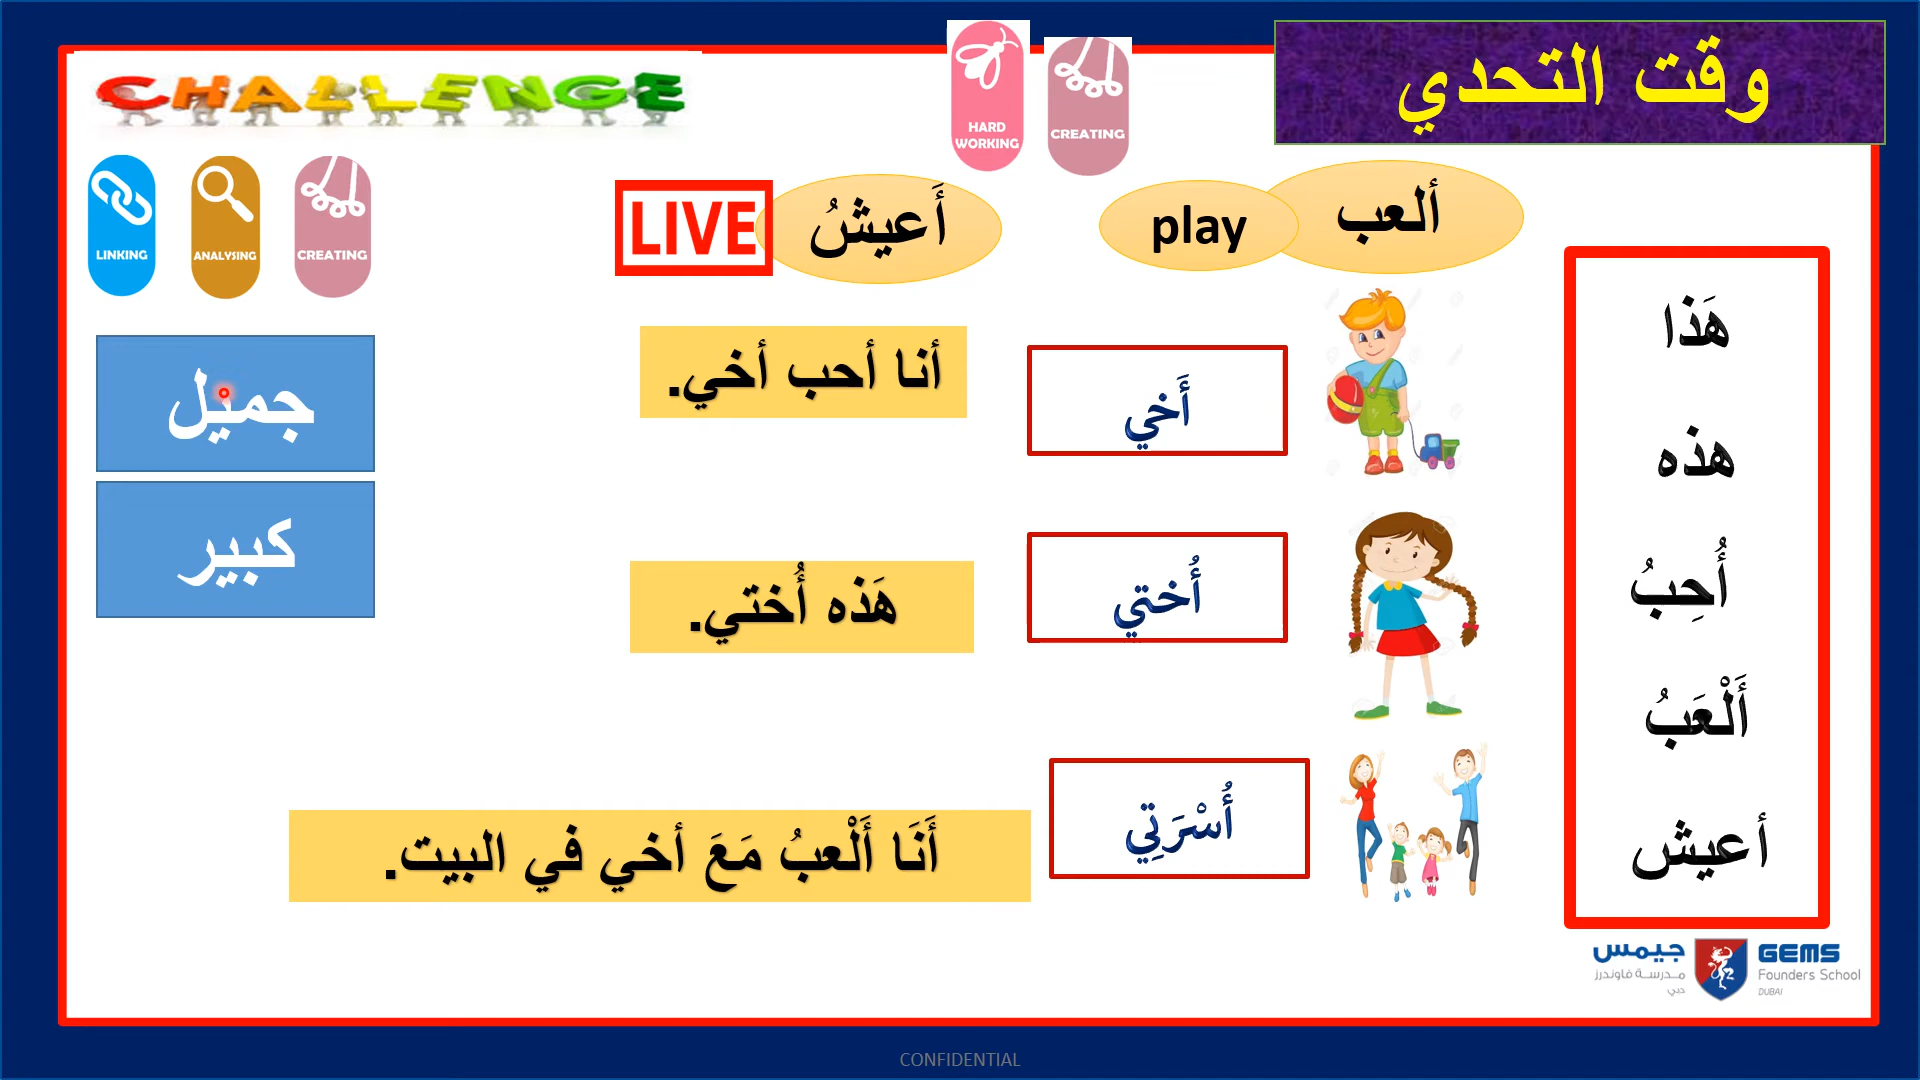 CHALLENGE
HARD
WORKING
CREATING
وقت التحدي
LINKING
ANALYSING
CREATING
LIVE
أَعيشُ
play
ألعب
هَذا
هذه
أُحِبُ
أَلْعَبُ
أعيش
جميل
كبير
أنا أحب أخي.
أَخي
هَذه أُختي.
أُختي
أَنَا أَلْعبُ مَعَ أخي في البيت.
أُسْرَتِي
جيمس
مدرسة فاوندرز
دبي
GEMS
Founders School
DUBAI
CONFIDENTIAL